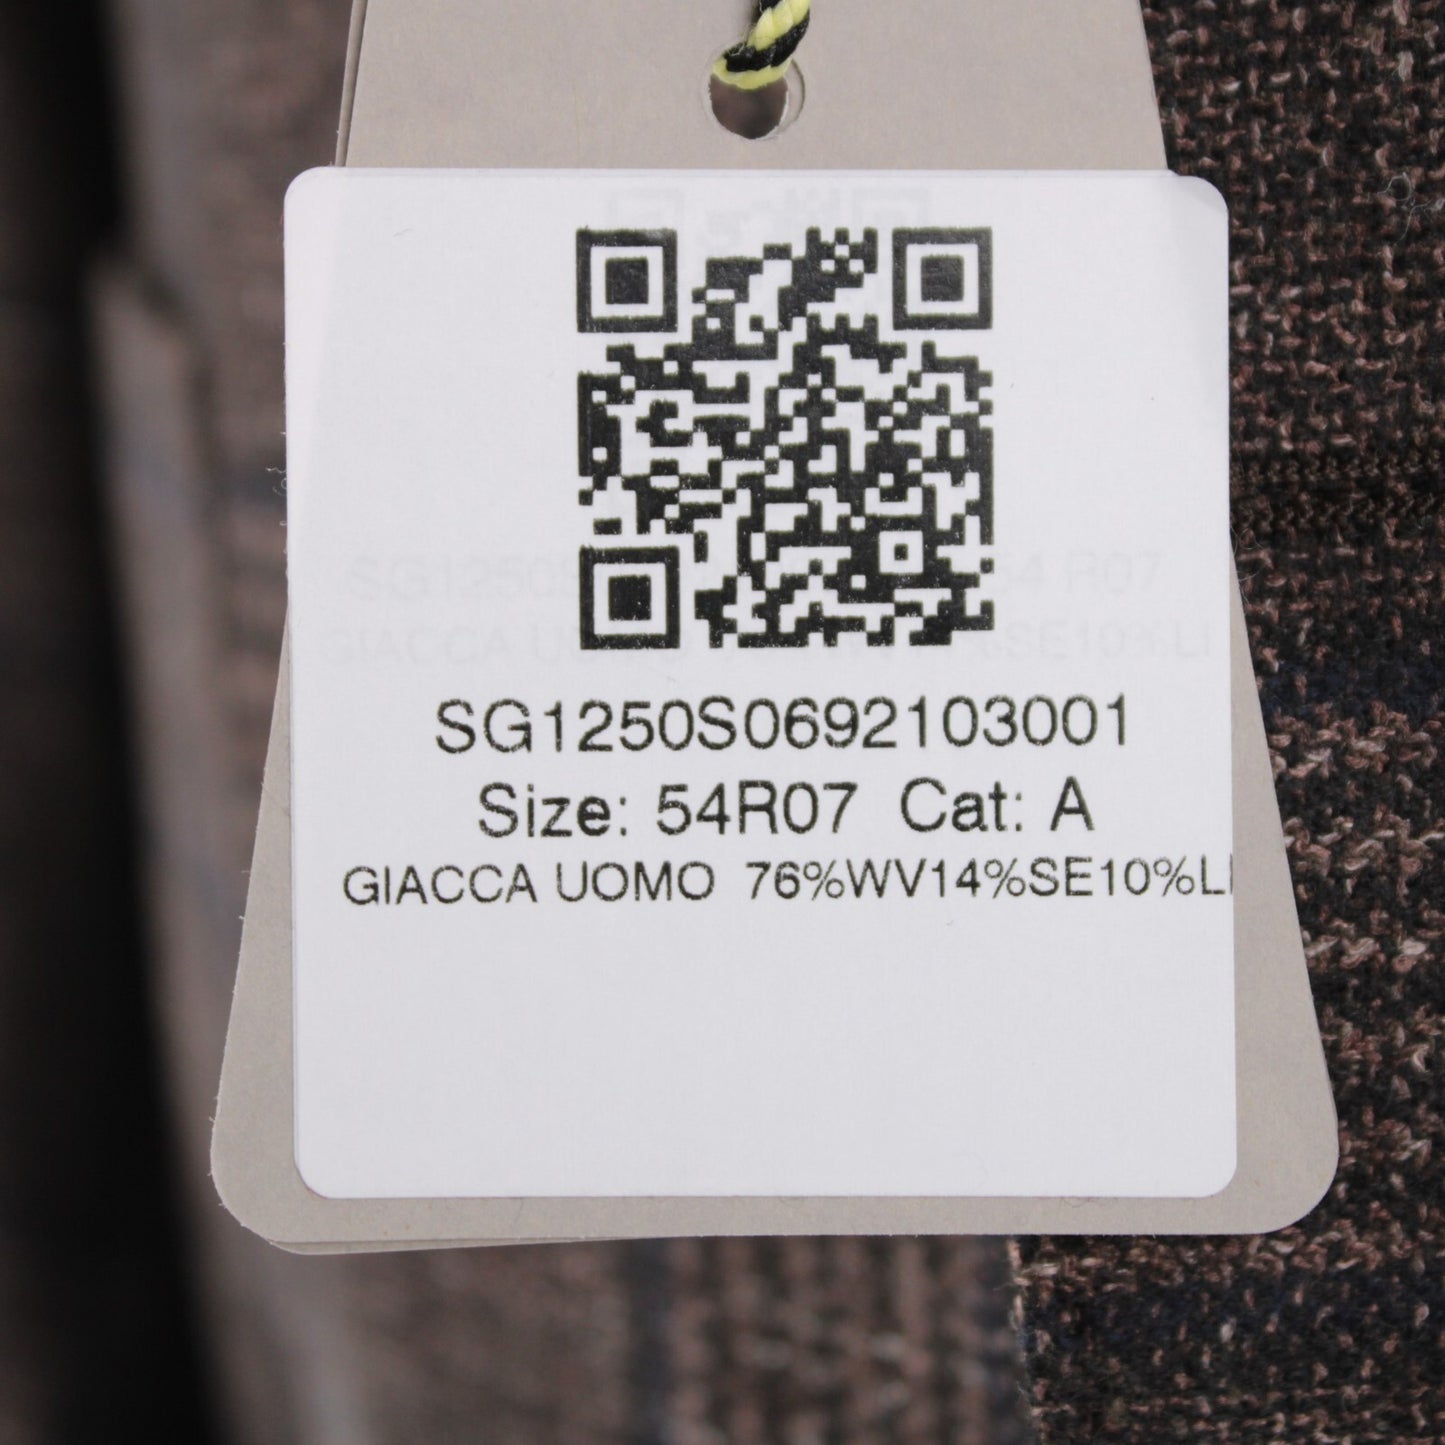 SG1250S0692103001
Size: 54R07 Cat: A
GIACCA UOMO 76%WV14%SE10%LI